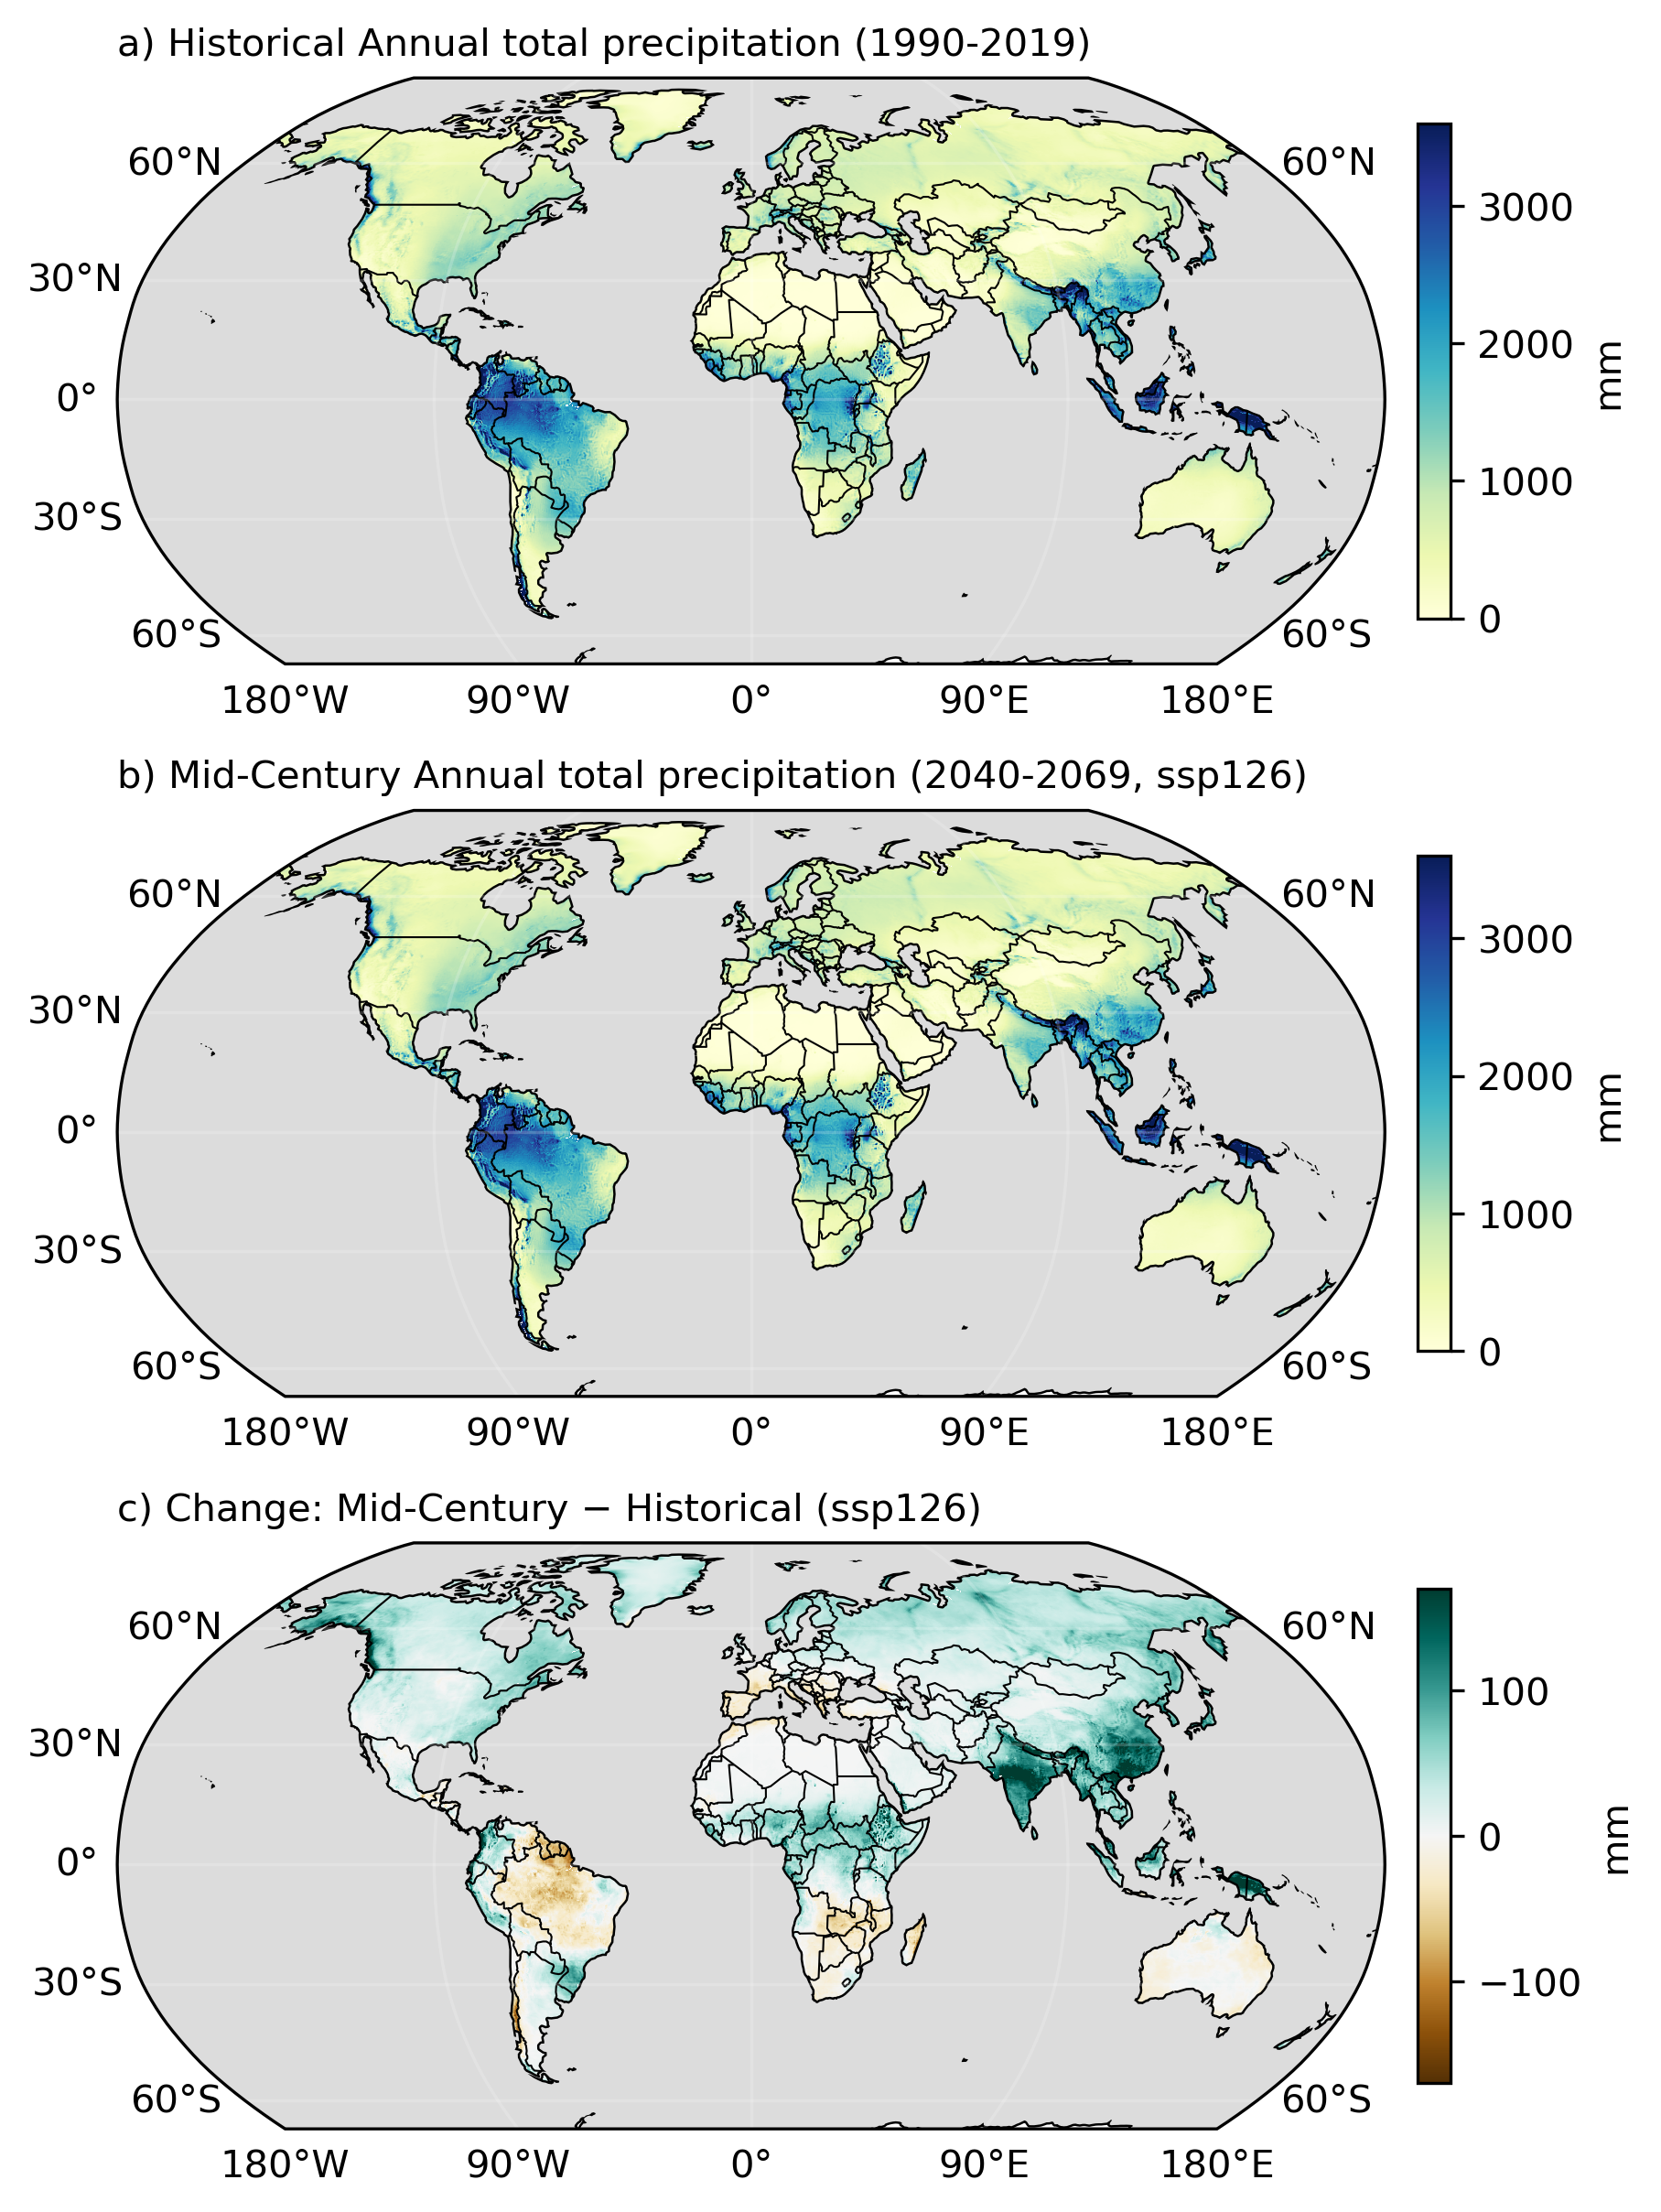 a) Historical Annual total precipitation (1990-2019)
60°N 60°N
3000
30°N
2000
mm
0°
1000
30°S
60°S 60°S
0
180°W 90°W 0° 90°E 180°E
b) Mid-Century Annual total precipitation (2040-2069, ssp126)
60°N 60°N
3000
30°N
2000
mm
0°
1000
30°S
60°S 60°S
0
180°W 90°W 0° 90°E 180°E
c) Change: Mid-Century − Historical (ssp126)
60°N 60°N
100
30°N
0
mm
0°
−100
30°S
60°S 60°S
180°W 90°W 0° 90°E 180°E